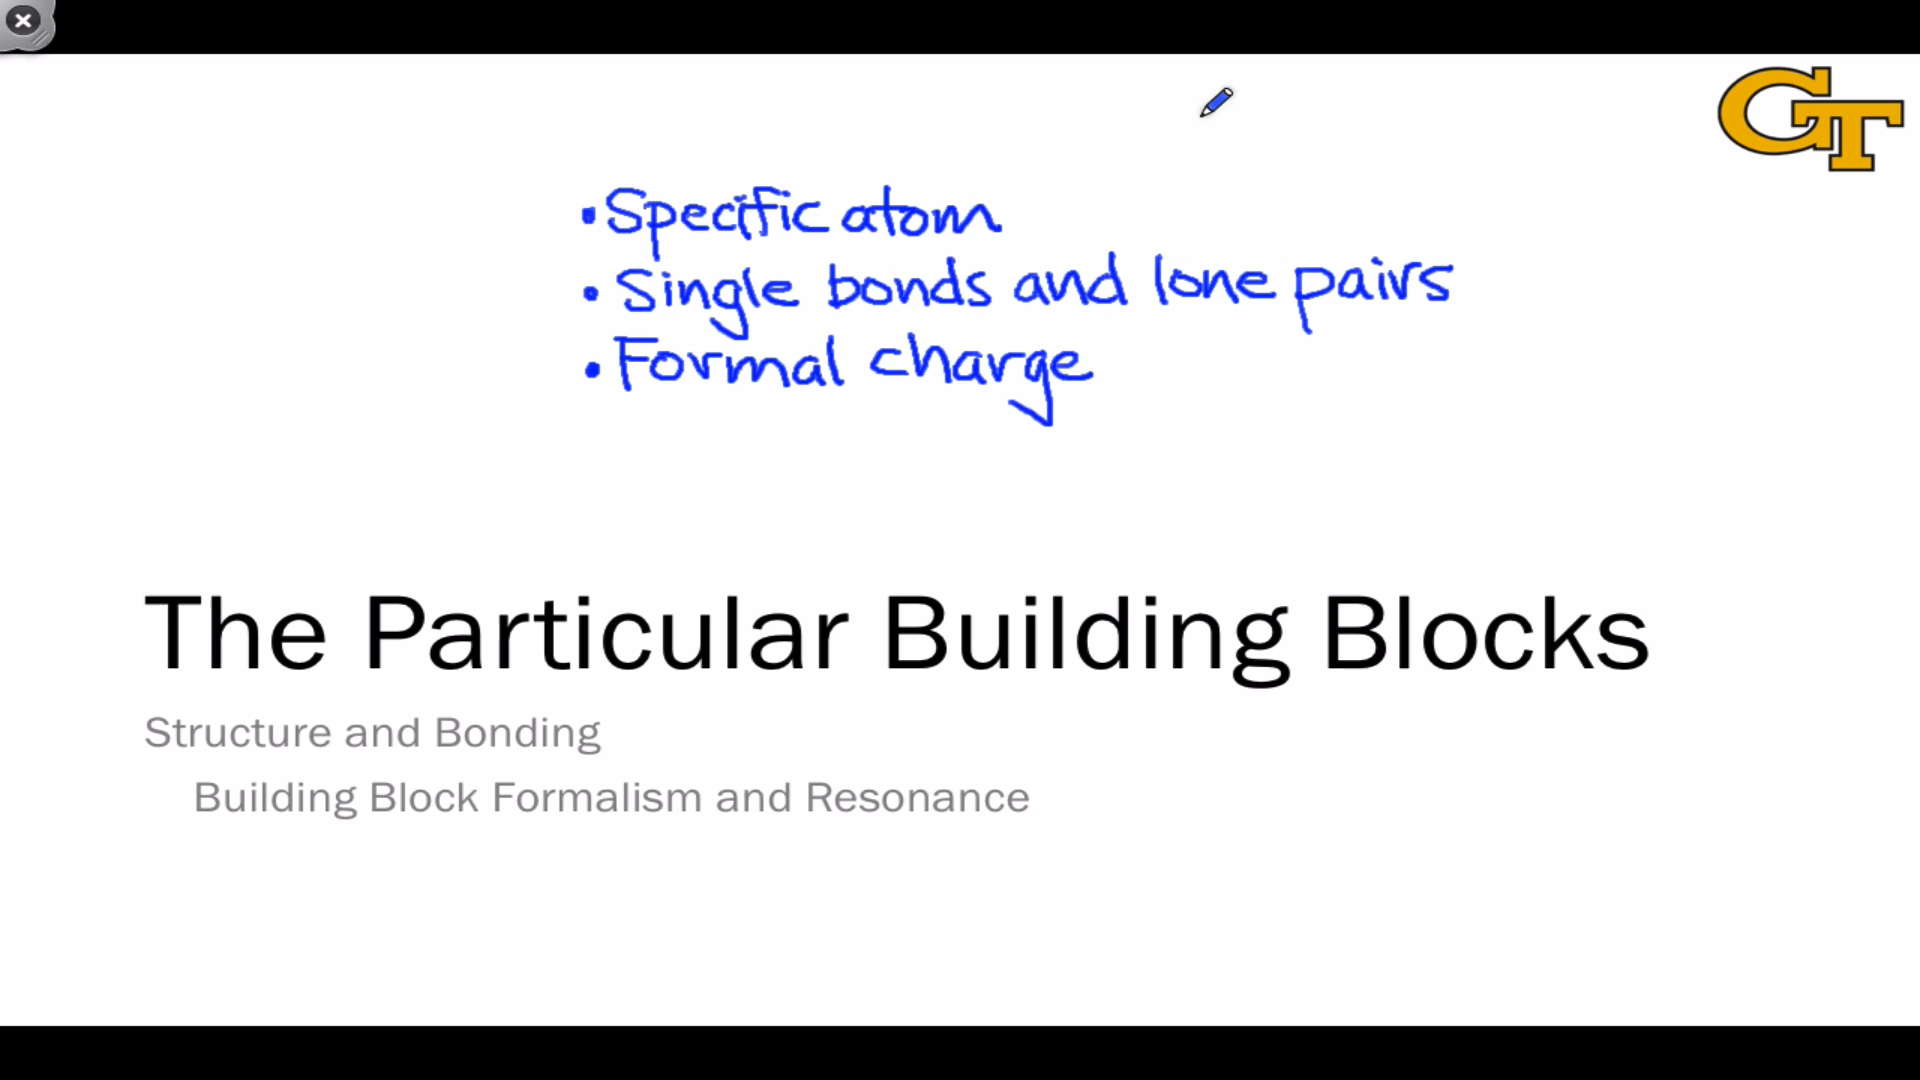 GT
• Specific atom
• Single bonds and lone pairs
• Formal charge
The Particular Building Blocks
Structure and Bonding
Building Block Formalism and Resonance